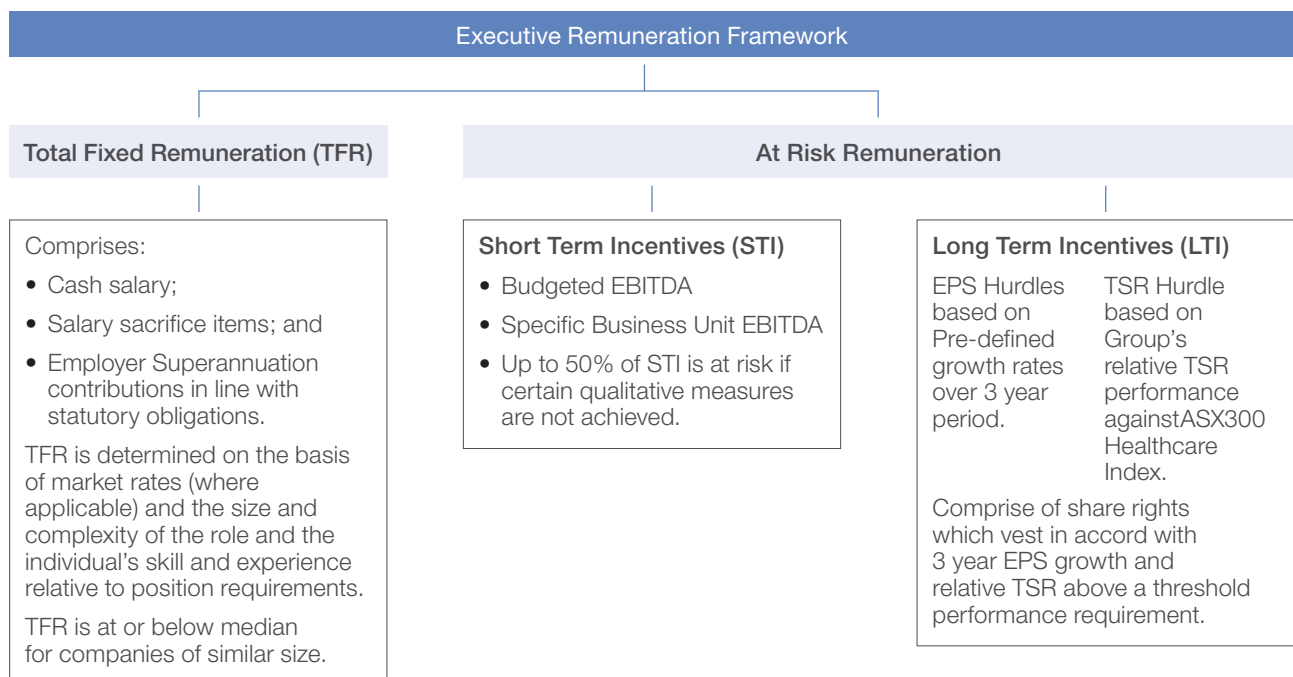 Executive Remuneration Framework
Total Fixed Remuneration (TFR)
At Risk Remuneration
Comprises:
• Cash salary;
• Salary sacrifice items; and
• Employer Superannuation
contributions in line with
statutory obligations.
TFR is determined on the basis
of market rates (where
applicable) and the size and
complexity of the role and the
individual’s skill and experience
relative to position requirements.
TFR is at or below median
for companies of similar size.
Short Term Incentives (STI)
• Budgeted EBITDA
• Specific Business Unit EBITDA
• Up to 50% of STI is at risk if
certain qualitative measures
are not achieved.
Long Term Incentives (LTI)
EPS Hurdles
based on
Pre-defined
growth rates
over 3 year
period.
TSR Hurdle
based on
Group’s
relative TSR
performance
againstASX300
Healthcare
Index.
Comprise of share rights
which vest in accord with
3 year EPS growth and
relative TSR above a threshold
performance requirement.